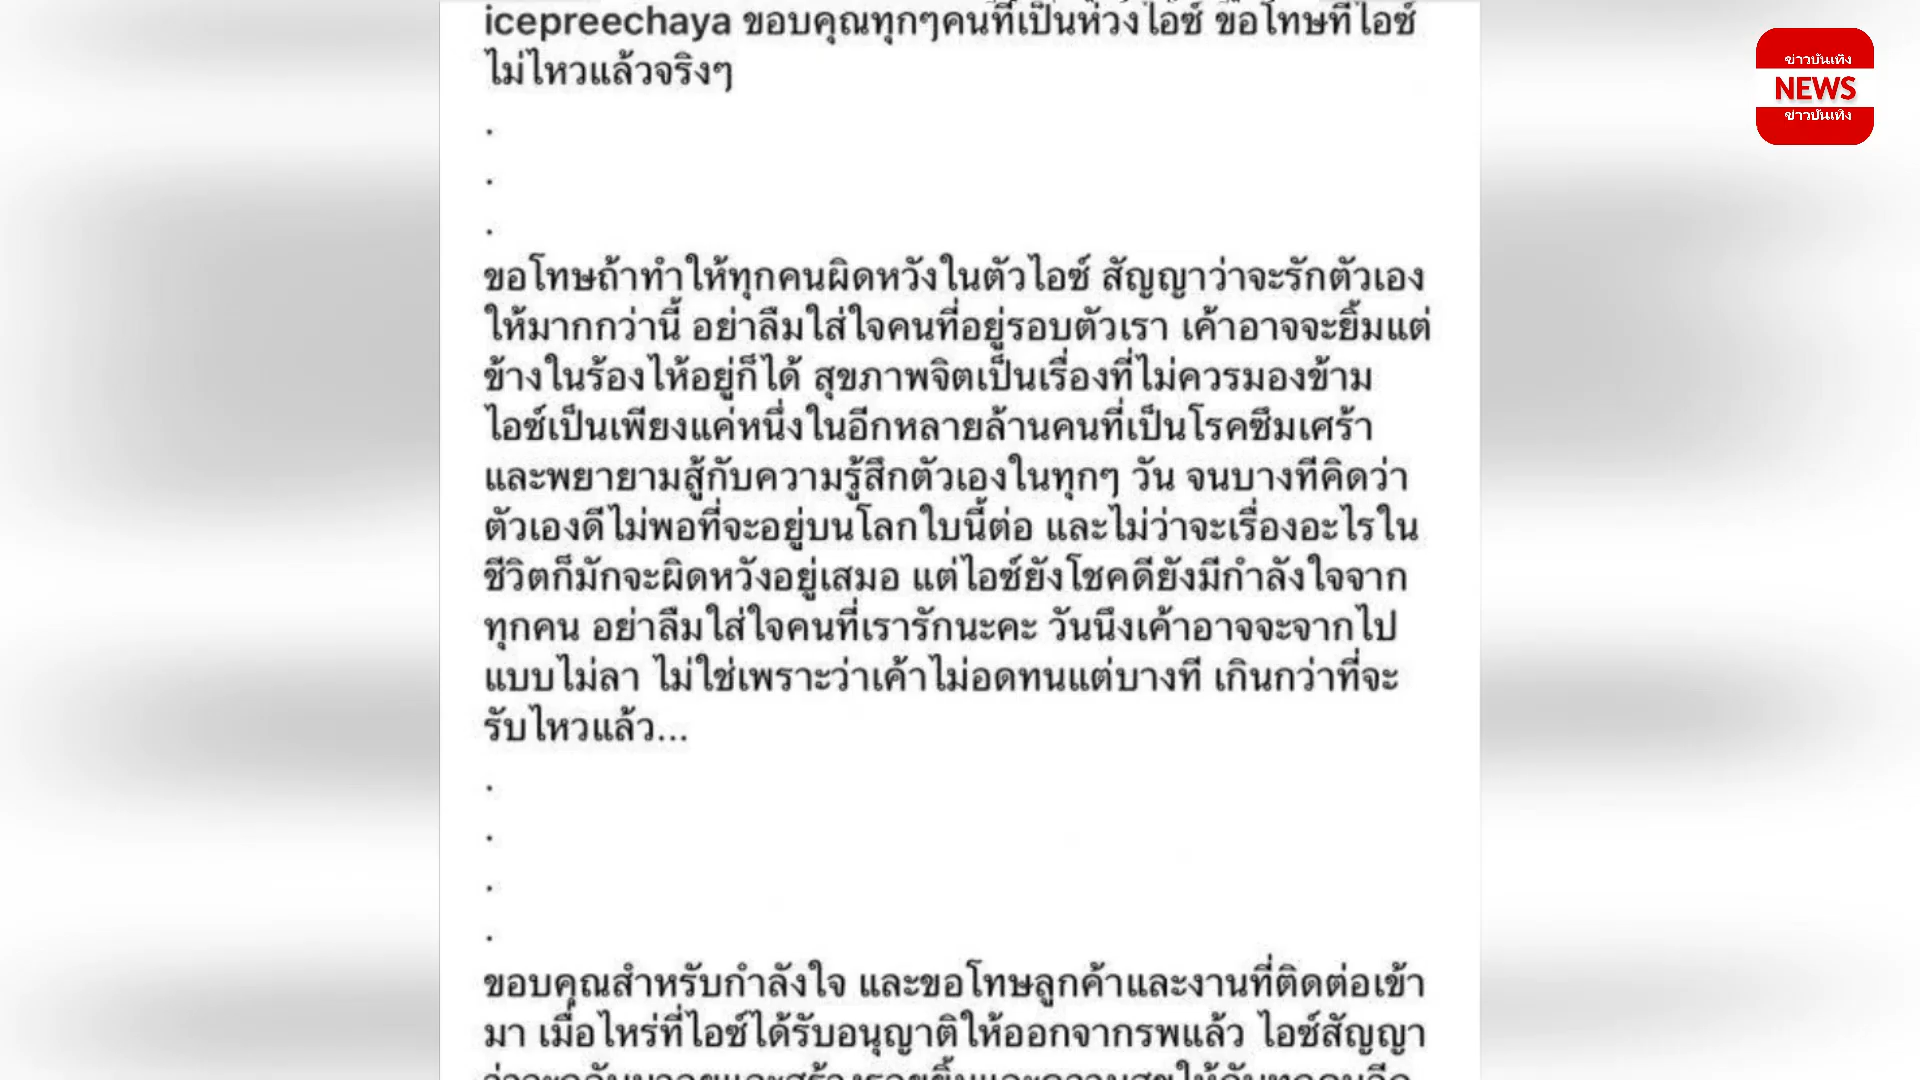 icepreechaya ขอบคุณทุกๆคนที่เป็นห่วงไอซ์ ขอโทษที่ไอซ์
ไม่ไหวแล้วจริงๆ
.
.
.
ขอโทษถ้าทำให้ทุกคนผิดหวังในตัวไอซ์ สัญญาว่าจะรักตัวเอง
ให้มากกว่านี้ อย่าลืมใส่ใจคนที่อยู่รอบตัวเรา เค้าอาจจะยิ้มแต่
ข้างในร้องไห้อยู่ก็ได้ สุขภาพจิตเป็นเรื่องที่ไม่ควรมองข้าม
ไอซ์เป็นเพียงแค่หนึ่งในอีกหลายล้านคนที่เป็นโรคซึมเศร้า
และพยายามสู้กับความรู้สึกตัวเองในทุกๆ วัน จนบางทีคิดว่า
ตัวเองดีไม่พอที่จะอยู่บนโลกใบนี้ต่อ และไม่ว่าจะเรื่องอะไรใน
ชีวิตก็มักจะผิดหวังอยู่เสมอ แต่ไอซ์ยังโชคดียังมีกำลังใจจาก
ทุกคน อย่าลืมใส่ใจคนที่เรารักนะคะ วันนึงเค้าอาจจะจากไป
แบบไม่ลา ไม่ใช่เพราะว่าเค้าไม่อดทนแต่บางที เกินกว่าที่จะ
รับไหวแล้ว...
.
.
.
.
ขอบคุณสำหรับกำลังใจ และขอโทษลูกค้าและงานที่ติดต่อเข้า
มา เมื่อไหร่ที่ไอซ์ได้รับอนุญาติให้ออกจากรพแล้ว ไอซ์สัญญา
ข่าวบันเทิง
NEWS
ข่าวบันเทิง